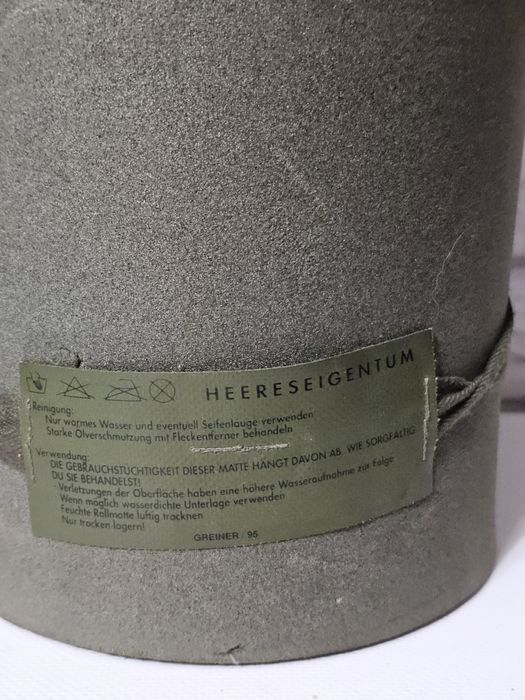 HEERESEIGENTUM
Reinigung:
Nur warmes Wasser und eventuell Seifenlauge verwenden
Starke Ölverschmutzung mit Fleckentferner behandeln
Verwendung:
DIE GEBRAUCHSTÜCHTIGKEIT DIESER MATTE HÄNGT DAVON AB, WIE SORGFÄLTIG
DU SIE BEHANDELST!
Verletzungen der Oberfläche haben eine höhere Wasseraufnahme zur Folge
Wenn möglich wasserdichte Unterlage verwenden
Feuchte Rollmatte luftig trocknen
Nur trocken lagern!
GREINER / 95